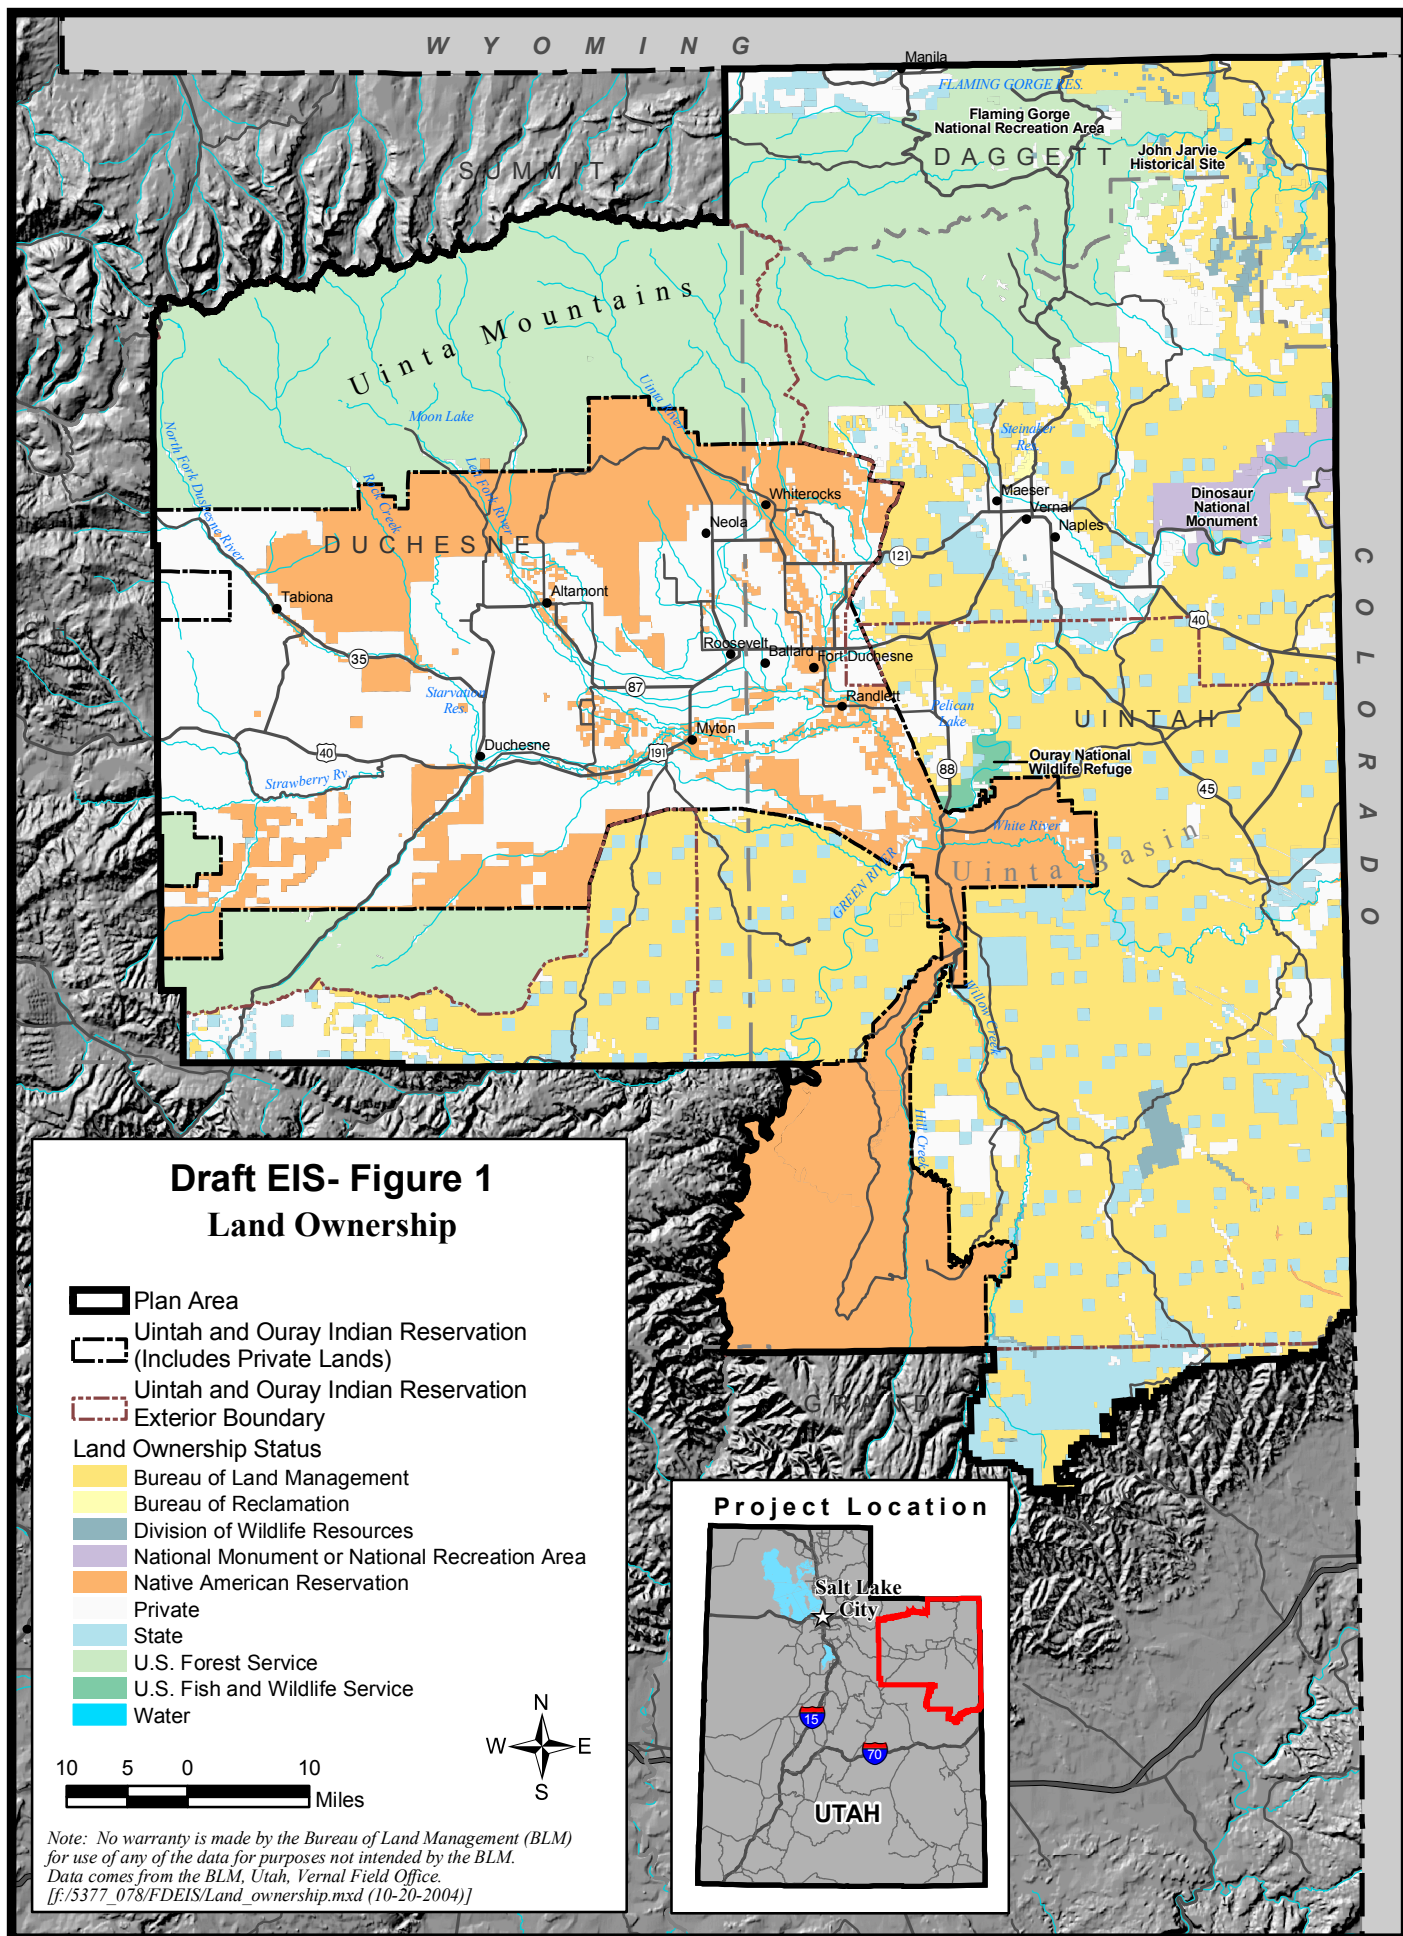 WYOMING
Manila
FLAMING GORGE RES.
Flaming Gorge
National Recreation Area
DAGGETT
John Jarvie
Historical Site
SUMMIT
Uinta Mountains
Uinta River
Moon Lake
North Fork Duchesne River
Rock Creek
Steinaker
Res.
Maeser
Vernal
Naples
Dinosaur
National
Monument
Whiterocks
Neola
DUCHESNE
121
COLORADO
Tabiona
Altamont
40
35
Roosevelt
Ballard
Fort Duchesne
87
Starvation
Res.
Randlett
Pelican
Lake
UINTAH
Myton
Duchesne
40
191
Strawberry Rv
88
Ouray National
Wildlife Refuge
45
White River
Uinta Basin
GREEN RIVER
Willow Creek
Hill Creek
GRAND
Draft EIS- Figure 1
Land Ownership
Plan Area
Uintah and Ouray Indian Reservation
(Includes Private Lands)
Uintah and Ouray Indian Reservation
Exterior Boundary
Land Ownership Status
Bureau of Land Management
Bureau of Reclamation
Division of Wildlife Resources
National Monument or National Recreation Area
Native American Reservation
Private
State
U.S. Forest Service
U.S. Fish and Wildlife Service
Water
N
W E
S
10 5 0 10
Miles
Note: No warranty is made by the Bureau of Land Management (BLM)
for use of any of the data for purposes not intended by the BLM.
Data comes from the BLM, Utah, Vernal Field Office.
[f:/5377_078/FDEIS/Land_ownership.mxd (10-20-2004)]
Project Location
Salt Lake
City
15
70
UTAH